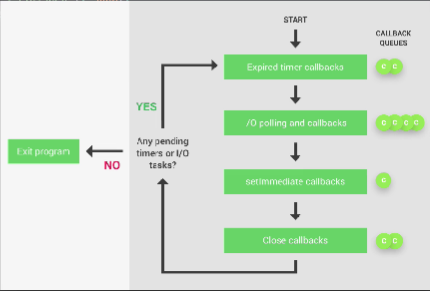 START
CALLBACK
QUEUES
Expired timer callbacks
C C
YES
/O polling and callbacks
C C C C
Any pending
timers or I/O
tasks?
Exit program
NO
setImmediate callbacks
C
Close callbacks
C C